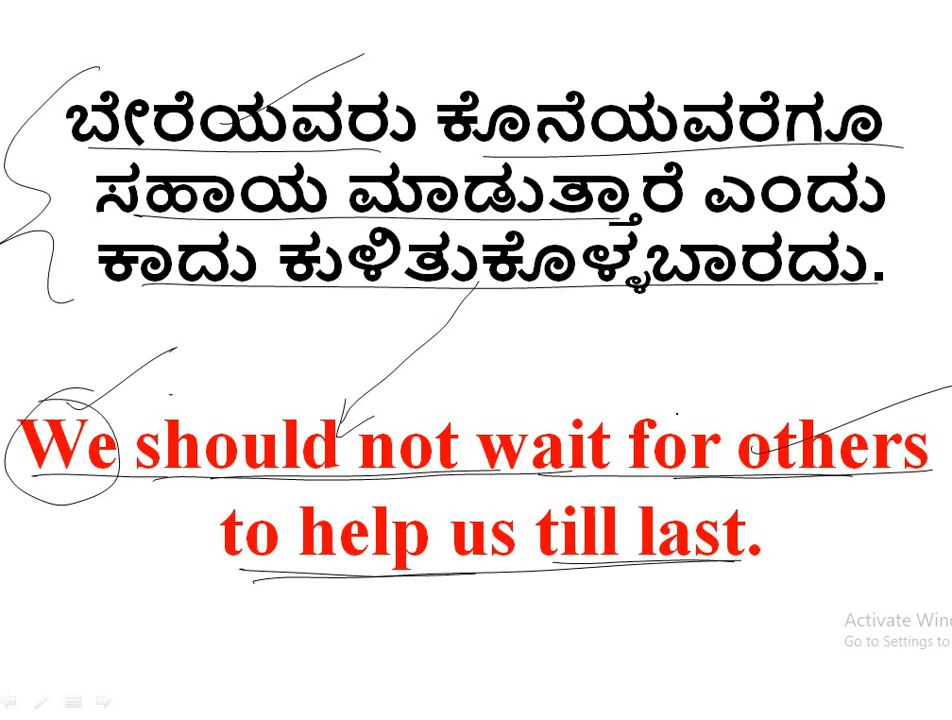 ಬೇರೆಯವರು ಕೊನೆಯವರೆಗೂ
ಸಹಾಯ ಮಾಡುತ್ತಾರೆ ಎಂದು
ಕಾದು ಕುಳಿತುಕೊಳ್ಳಬಾರದು.
We should not wait for others
to help us till last.
Activate Win
Go to Settings to